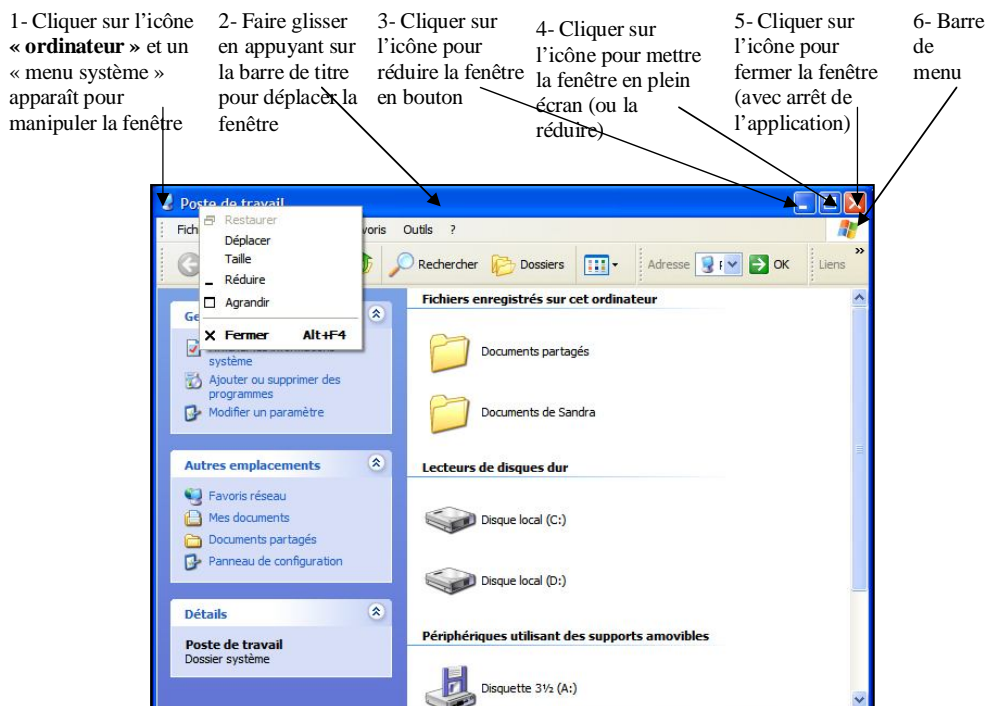 1- Cliquer sur l’icône
« ordinateur » et un
« menu système »
apparaît pour
manipuler la fenêtre
2- Faire glisser
en appuyant sur
la barre de titre
pour déplacer la
fenêtre
3- Cliquer sur
l’icône pour
réduire la fenêtre
en bouton
4- Cliquer sur
l’icône pour mettre
la fenêtre en plein
écran (ou la
réduire)
5- Cliquer sur
l’icône pour
fermer la fenêtre
(avec arrêt de
l’application)
6- Barre
de
menu
Poste de travail
Outils ?
Restaurer
Déplacer
Taille
Réduire
Agrandir
Fermer Alt+F4
Rechercher Dossiers Adresse OK Liens »
système
Ajouter ou supprimer des
programmes
Modifier un paramètre
Autres emplacements
Favoris réseau
Mes documents
Documents partagés
Panneau de configuration
Détails
Poste de travail
Dossier système
Fichiers enregistrés sur cet ordinateur
Documents partagés
Documents de Sandra
Lecteurs de disques dur
Disque local (C:)
Disque local (D:)
Périphériques utilisant des supports amovibles
Disquette 3½ (A:)